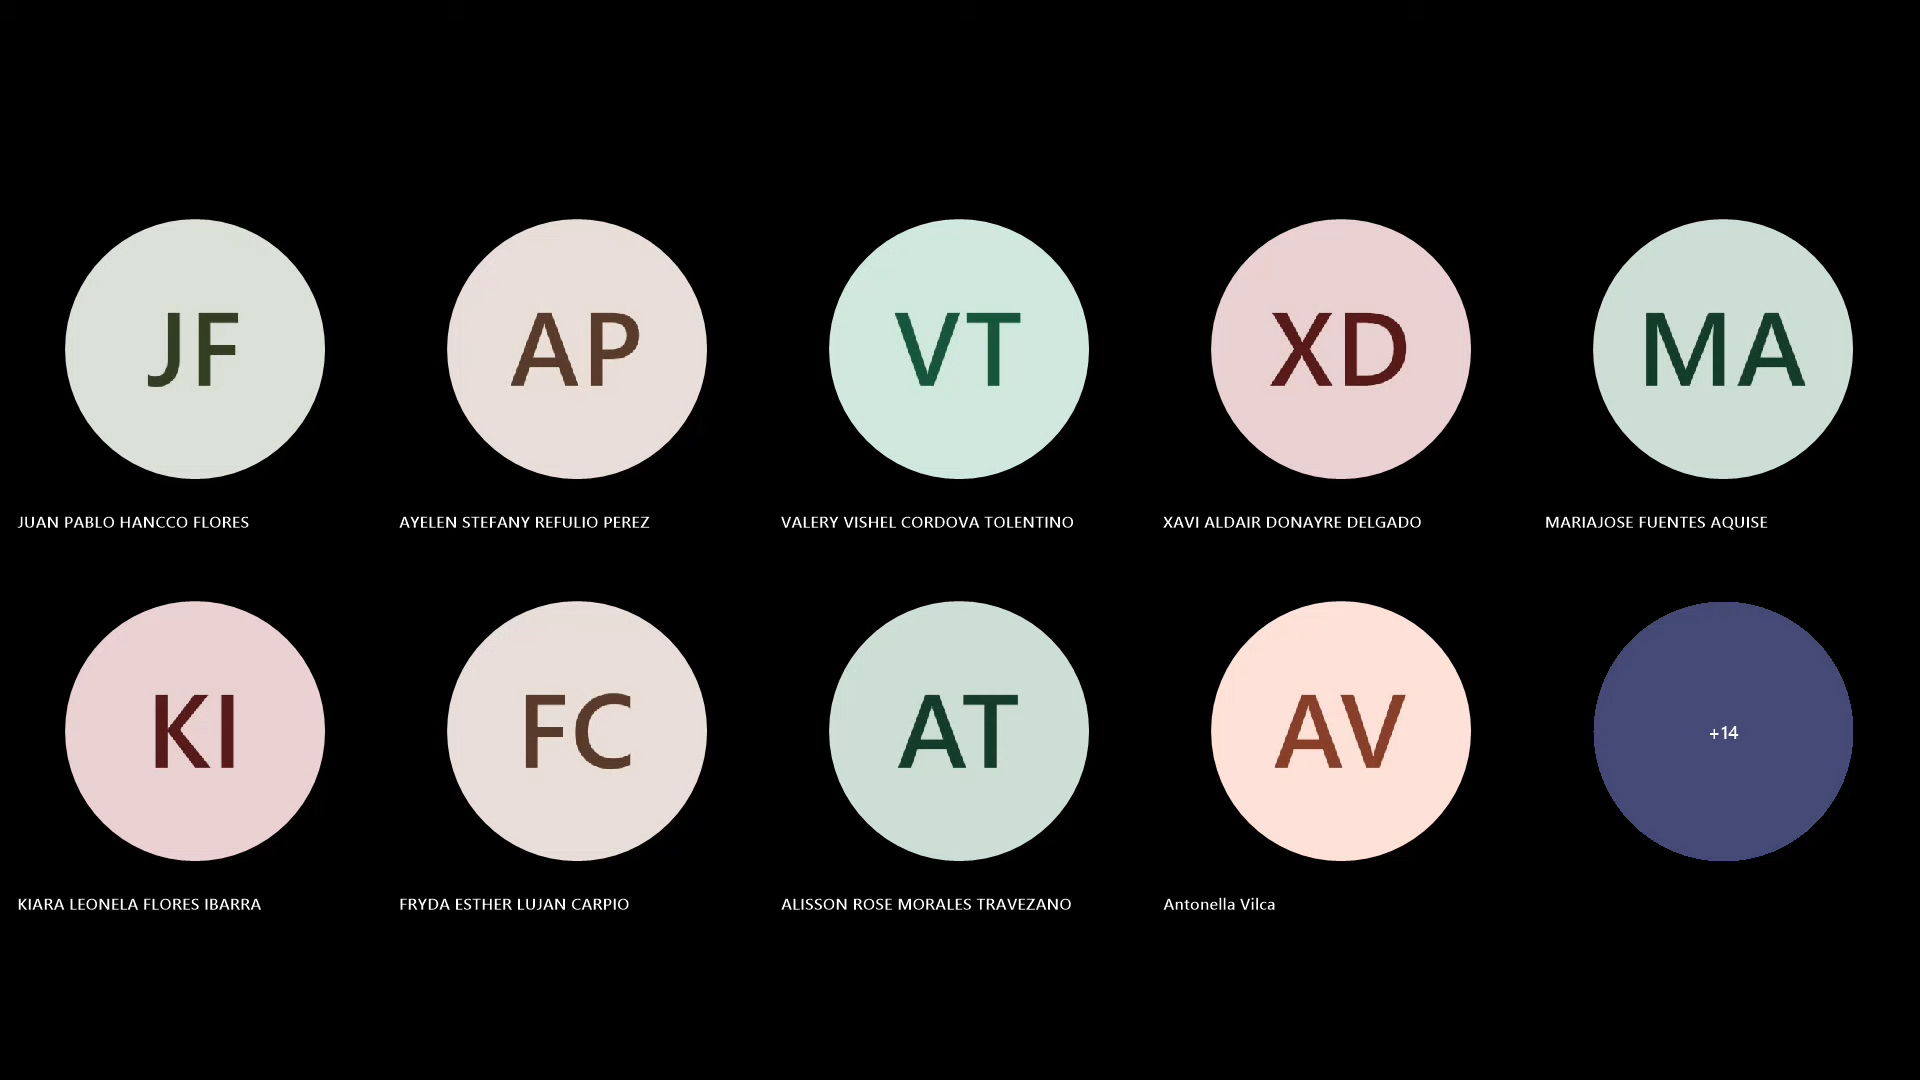 JF
AP
VT
XD
MA
JUAN PABLO HANCCO FLORES
AYELEN STEFANY REFULIO PEREZ
VALERY VISHEL CORDOVA TOLENTINO
XAVI ALDAIR DONAYRE DELGADO
MARIAJOSE FUENTES AQUISE
KI
FC
AT
AV
+14
KIARA LEONELA FLORES IBARRA
FRYDA ESTHER LUJAN CARPIO
ALISSON ROSE MORALES TRAVEZANO
Antonella Vilca